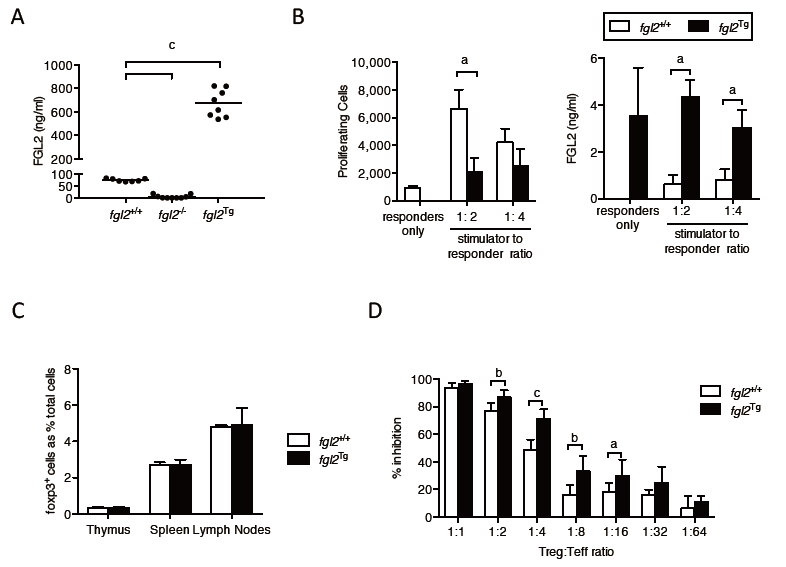 A
c
FGL2 (ng/ml)
1000
800
600
400
200
100
50
0
fgl2+/+
fgl2-/-
fgl2Tg
B
fgl2+/+
fgl2Tg
Proliferating Cells
10,000
8,000
6,000
4,000
2,000
0
a
responders
only
1: 2
1: 4
stimulator to
responder ratio
FGL2 (ng/ml)
6
4
2
0
a
a
responders
only
1:2
1:4
stimulator to
responder ratio
C
foxp3+ cells as % total cells
8
6
4
2
0
Thymus
Spleen
Lymph Nodes
fgl2+/+
fgl2Tg
D
% inhibition
100
80
60
40
20
0
b
c
b
a
1:1
1:2
1:4
1:8
1:16
1:32
1:64
Treg:Teff ratio
fgl2+/+
fgl2Tg